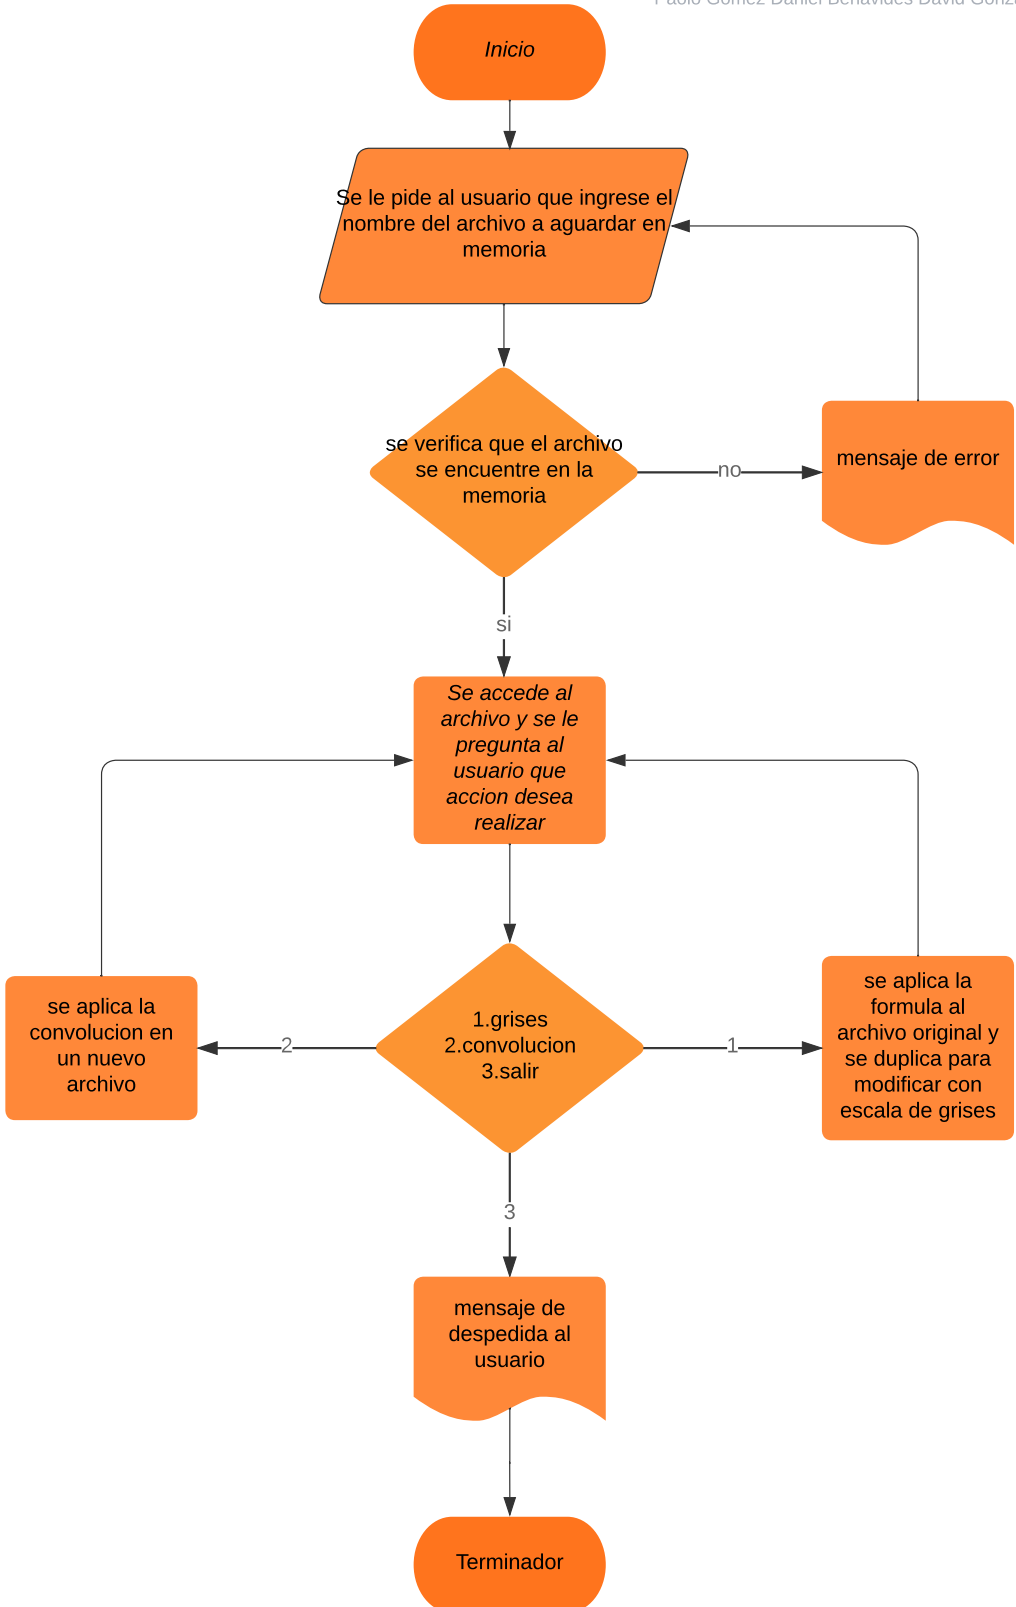 Inicio
Se le pide al usuario que ingrese el
nombre del archivo a aguardar en
memoria
se verifica que el archivo
se encuentre en la
memoria
no
mensaje de error
si
Se accede al
archivo y se le
pregunta al
usuario que
accion desea
realizar
se aplica la
convolucion en
un nuevo
archivo
2
1.grises
2.convolucion
3.salir
1
se aplica la
formula al
archivo original y
se duplica para
modificar con
escala de grises
3
mensaje de
despedida al
usuario
Terminador